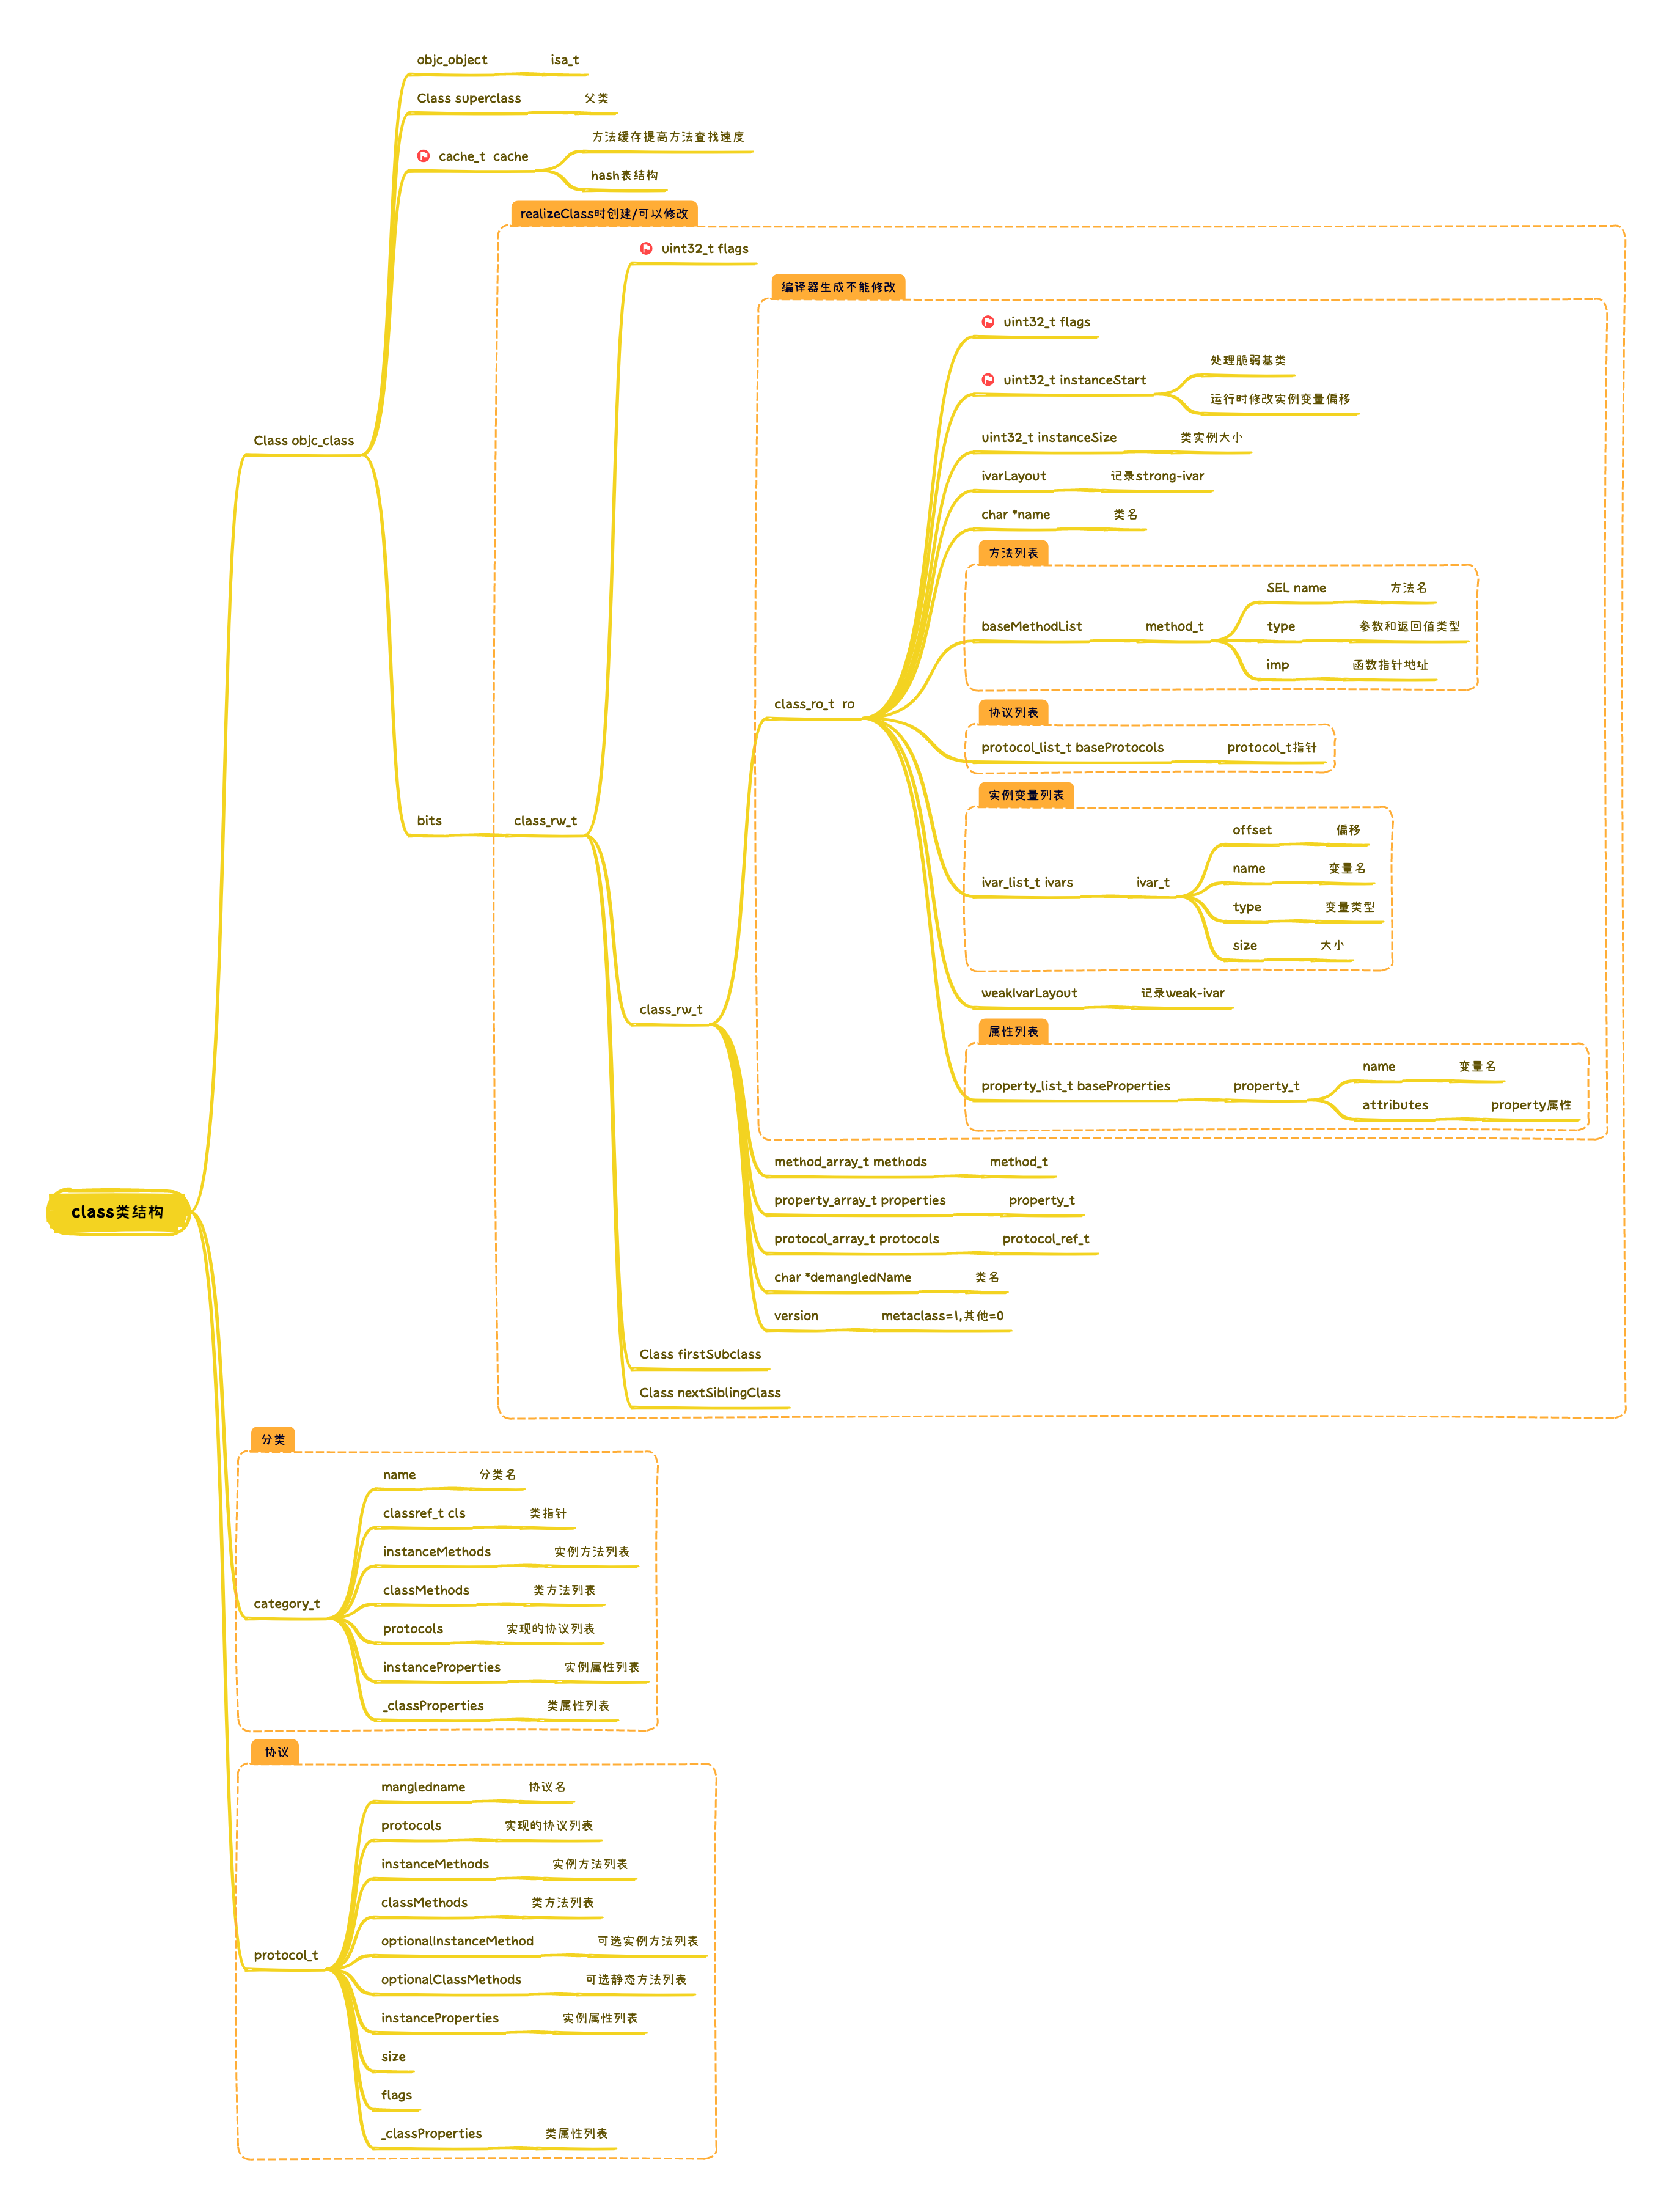 objc_object isa_t
Class superclass 父类
方法缓存提高方法查找速度
cache_t cache
hash表结构
realizeClass时创建/可以修改
uint32_t flags
编译器生成不能修改
uint32_t flags
处理脆弱基类
uint32_t instanceStart
运行时修改实例变量偏移
uint32_t instanceSize 类实例大小
Class objc_class
ivarLayout 记录strong-ivar
char *name 类名
方法列表
SEL name 方法名
baseMethodList method_t type 参数和返回值类型
imp 函数指针地址
class_ro_t ro
协议列表
protocol_list_t baseProtocols protocol_t指针
实例变量列表
bits class_rw_t
offset 偏移
name 变量名
ivar_list_t ivars ivar_t
type 变量类型
size 大小
weakIvarLayout 记录weak-ivar
class_rw_t
属性列表
name 变量名
property_list_t baseProperties property_t
attributes property属性
method_array_t methods method_t
property_array_t properties property_t
class类结构
protocol_array_t protocols protocol_ref_t
char *demangledName 类名
version metaclass=1,其他=0
Class firstSubclass
Class nextSiblingClass
分类
name 分类名
classref_t cls 类指针
instanceMethods 实例方法列表
classMethods 类方法列表
category_t
protocols 实现的协议列表
instanceProperties 实例属性列表
_classProperties 类属性列表
协议
mangledname 协议名
protocols 实现的协议列表
instanceMethods 实例方法列表
classMethods 类方法列表
optionalInstanceMethod 可选实例方法列表
protocol_t
optionalClassMethods 可选静态方法列表
instanceProperties 实例属性列表
size
flags
_classProperties 类属性列表